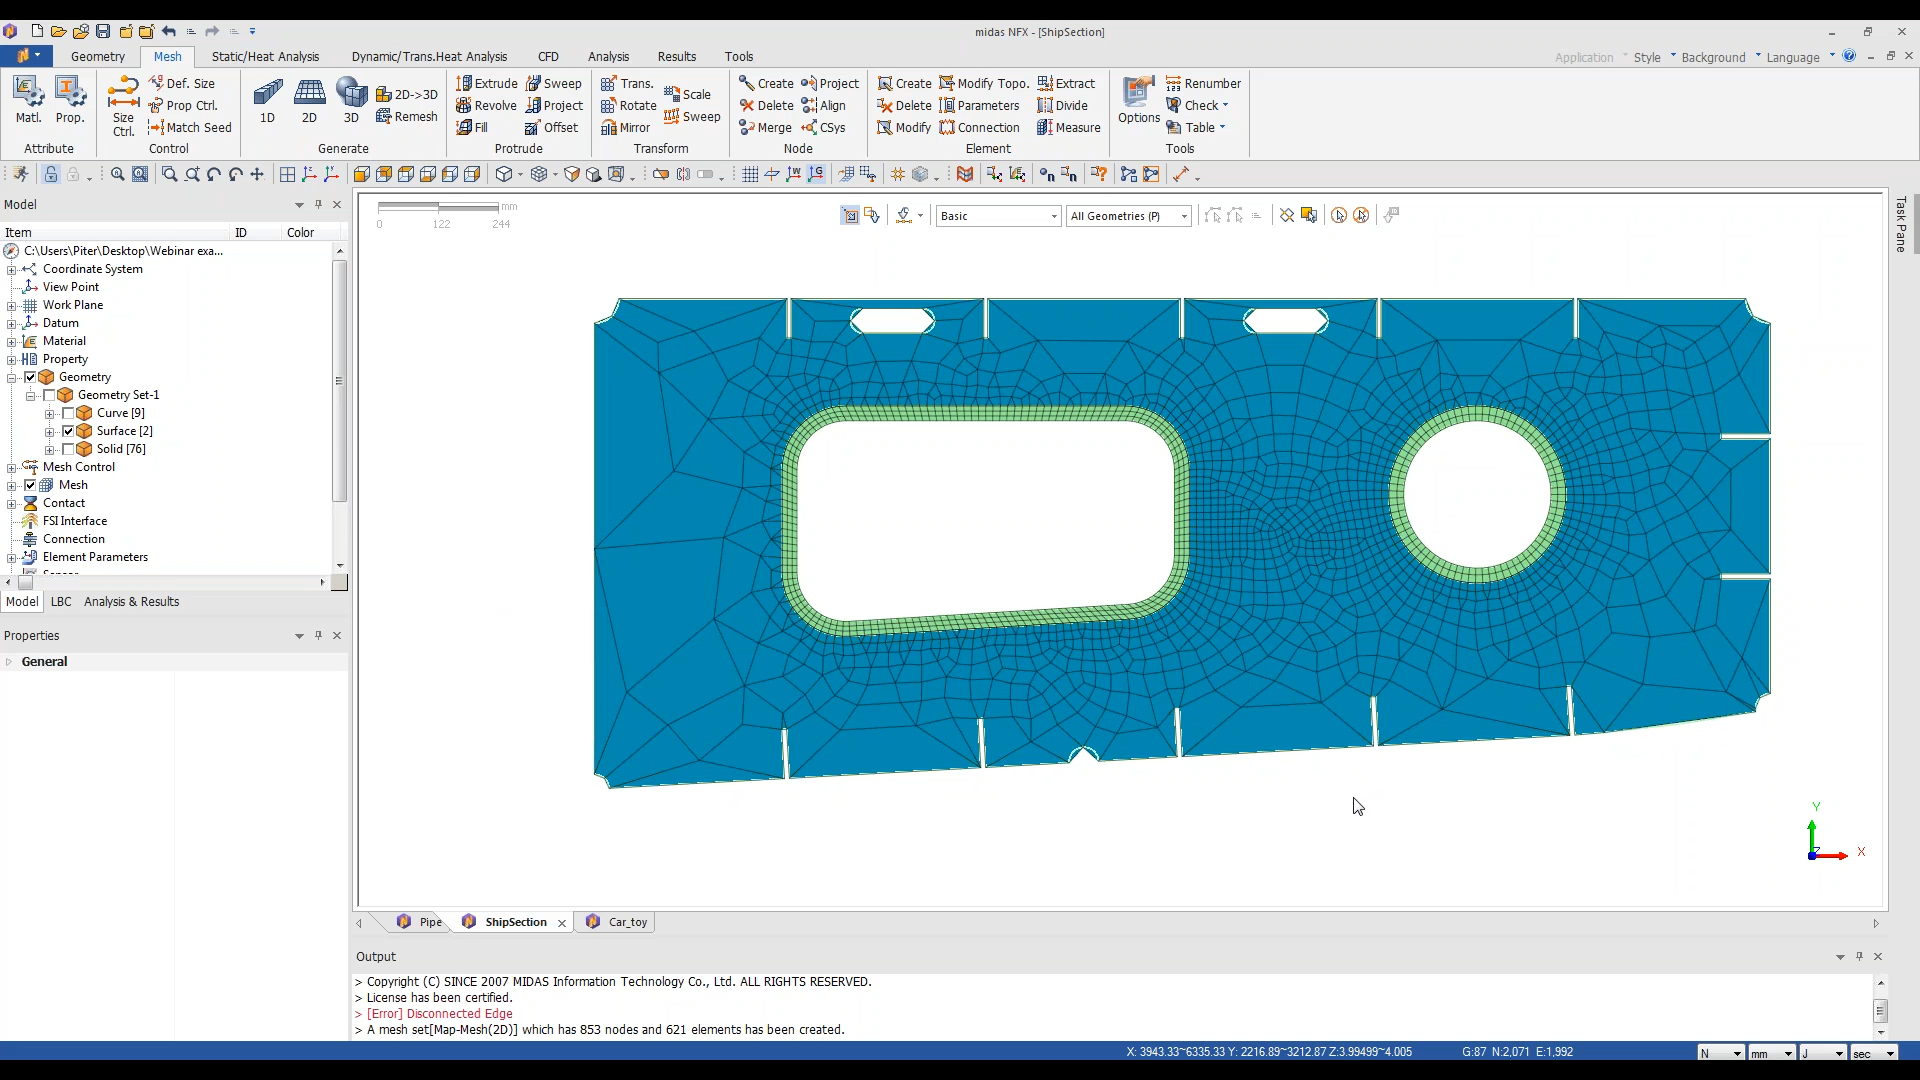 midas NFX - [ShipSection]
Geometry Mesh Static/Heat Analysis Dynamic/Trans.Heat Analysis CFD Analysis Results Tools
Application Style Background Language
Matl. Prop. Size Ctrl. Def. Size Prop Ctrl. Match Seed
1D 2D 3D 2D->3D Remesh
Extrude Sweep Revolve Project Fill Offset
Trans. Scale Rotate Sweep Mirror
Create Project Delete Align Merge CSys
Create Modify Topo. Extract Delete Parameters Divide Modify Connection Measure
Options Renumber Check Table
Attribute Control Generate Protrude Transform Node Element Tools
Model
Item ID Color
C:\Users\Piter\Desktop\Webinar exa...
Coordinate System
View Point
Work Plane
Datum
Material
Property
Geometry
Geometry Set-1
Curve [9]
Surface [2]
Solid [76]
Mesh Control
Mesh
Contact
FSI Interface
Connection
Element Parameters
Model LBC Analysis & Results
Properties
General
mm
0 122 244
Basic All Geometries (P)
Task Pane
Y
Z
X
Pipe ShipSection Car_toy
Output
> Copyright (C) SINCE 2007 MIDAS Information Technology Co., Ltd. ALL RIGHTS RESERVED.
> License has been certified.
> [Error] Disconnected Edge
> A mesh set[Map-Mesh(2D)] which has 853 nodes and 621 elements has been created.
X: 3943.33~6335.33 Y: 2216.89~3212.87 Z:3.99499~4.005 G:87 N:2,071 E:1,992 N mm J sec